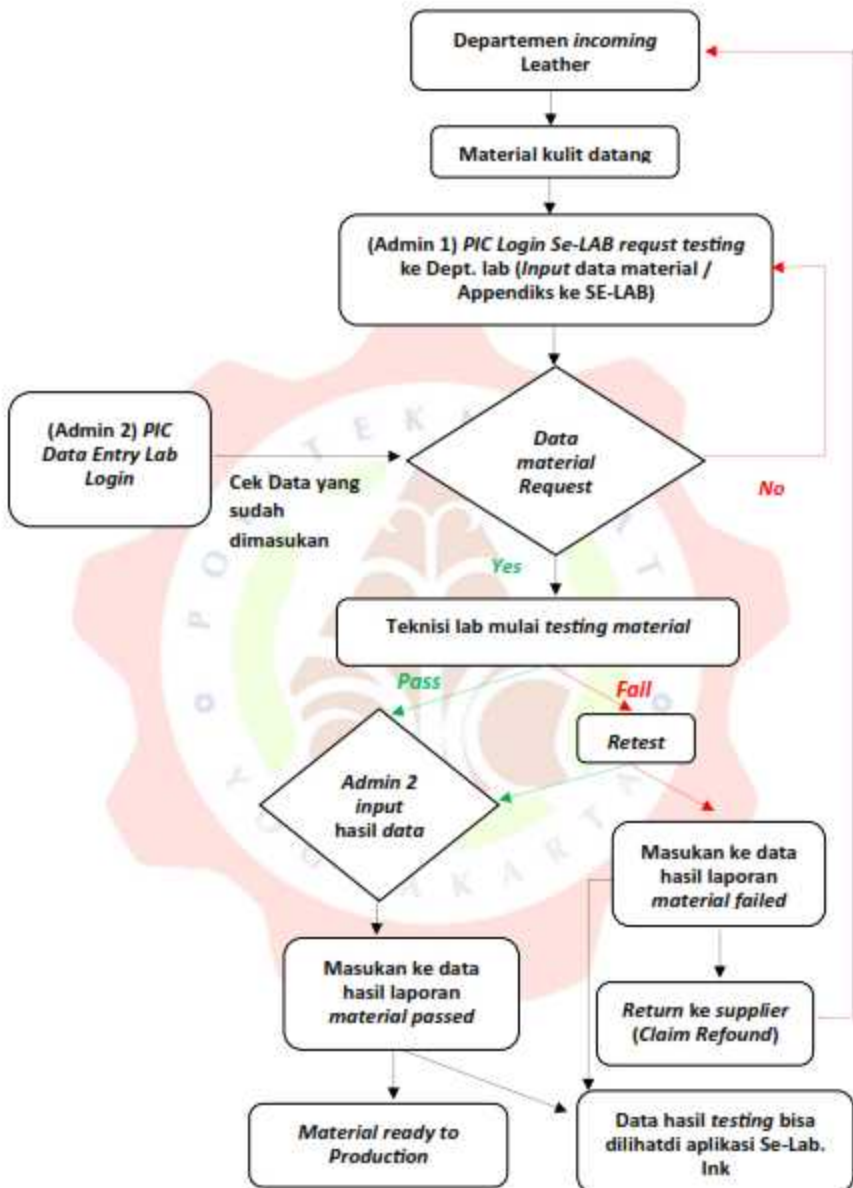 Departemen incoming
Leather
Material kulit datang
(Admin 1) PIC Login Se-LAB requst testing
ke Dept. lab (Input data material /
Appendiks ke SE-LAB)
(Admin 2) PIC
Data Entry Lab
Login
Cek Data yang
sudah
dimasukan
Data
material
Request
No
Yes
Teknisi lab mulai testing material
Pass
Fail
Retest
Admin 2
input
hasil data
Masukan ke data
hasil laporan
material failed
Masukan ke data
hasil laporan
material passed
Return ke supplier
(Claim Refound)
Material ready to
Production
Data hasil testing bisa
dilihatdi aplikasi Se-Lab.
Ink
YOGYAKARTA